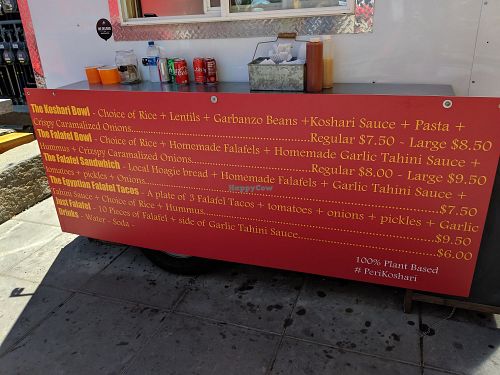 The Koshari Bowl - Choice of Rice + Lentils + Garbanzo Beans +Koshari Sauce + Pasta +
Crispy Caramalized Onions..........Regular $7.50 - Large $8.50
The Falafel Bowl - Choice of Rice + Homemade Falafels + Homemade Garlic Tahini Sauce +
Hummus + Crizspy Caramalized Onions..........Regular $8.00 - Large $9.50
The Falafel Sandwhich - Local Hoagie bread + Homemade Falafels + Garlic Tahini Sauce +
tomatoes + pickles + Onions..........$7.50
The Egyptian Falafel Tacos - A plate of 3 Falafel Tacos + tomatoes + onions + pickles + Garlic
Tahini Sauce + Choice of Rice + Hummus..........$9.50
Just Falafel - 10 Pieces of Falafel + side of Garlic Tahini Sauce..........$6.00
Drinks - Water - Soda -
100% Plant Based
# PeriKoshari
HappyCow